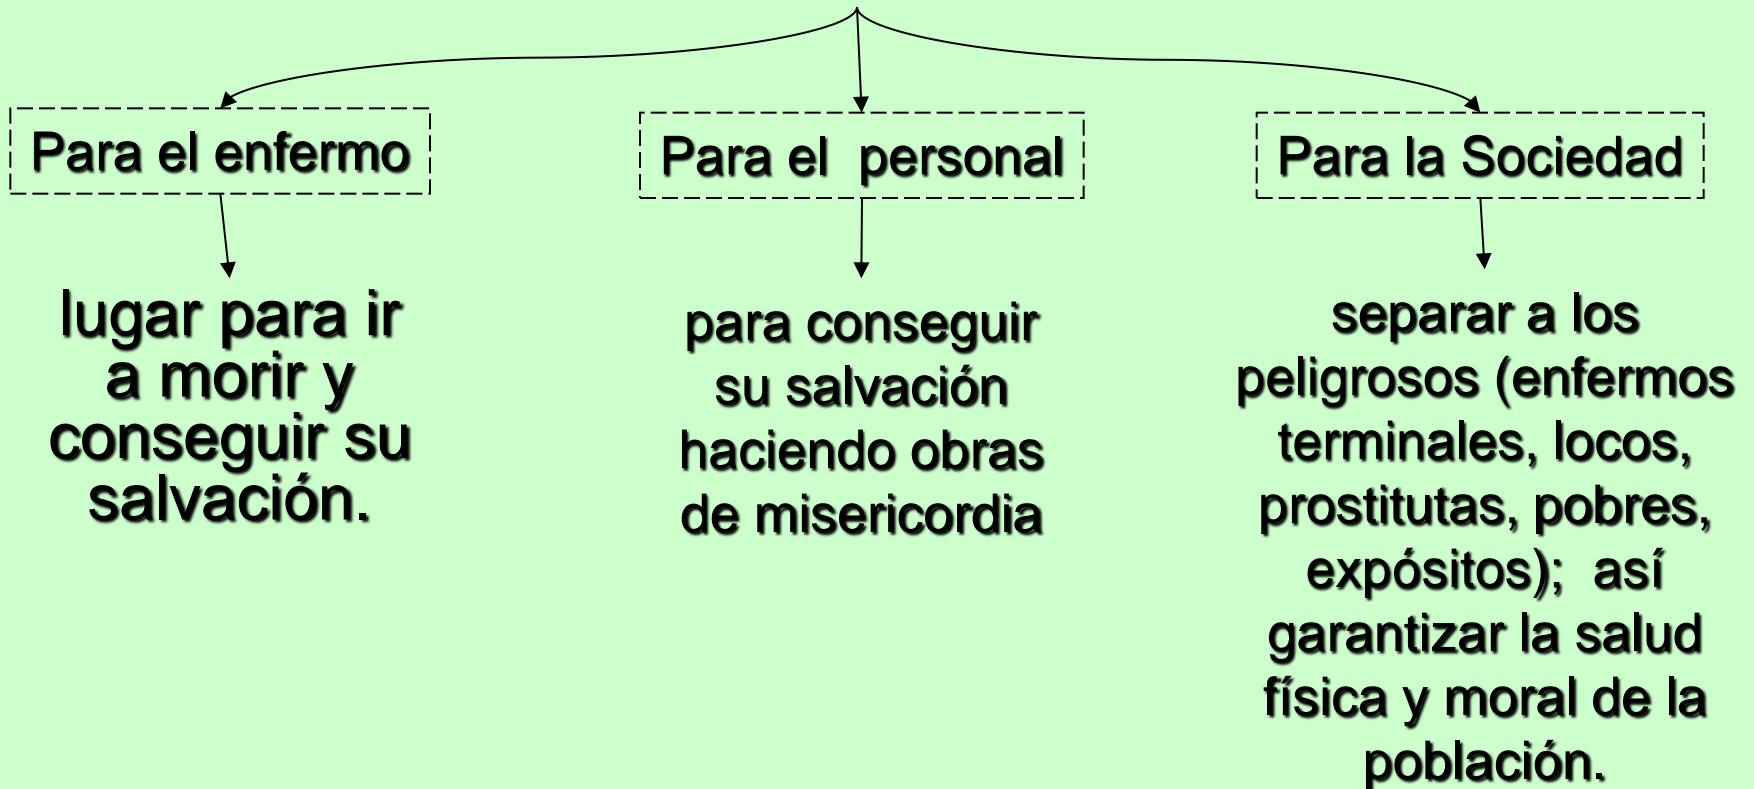 Para el enfermo
Para el  personal
Para la Sociedad
lugar para ir
a morir y
conseguir su
salvación.
para conseguir
su salvación
haciendo obras
de misericordia
separar a los
peligrosos (enfermos
terminales, locos,
prostitutas, pobres,
expósitos);  así
garantizar la salud
física y moral de la
población.